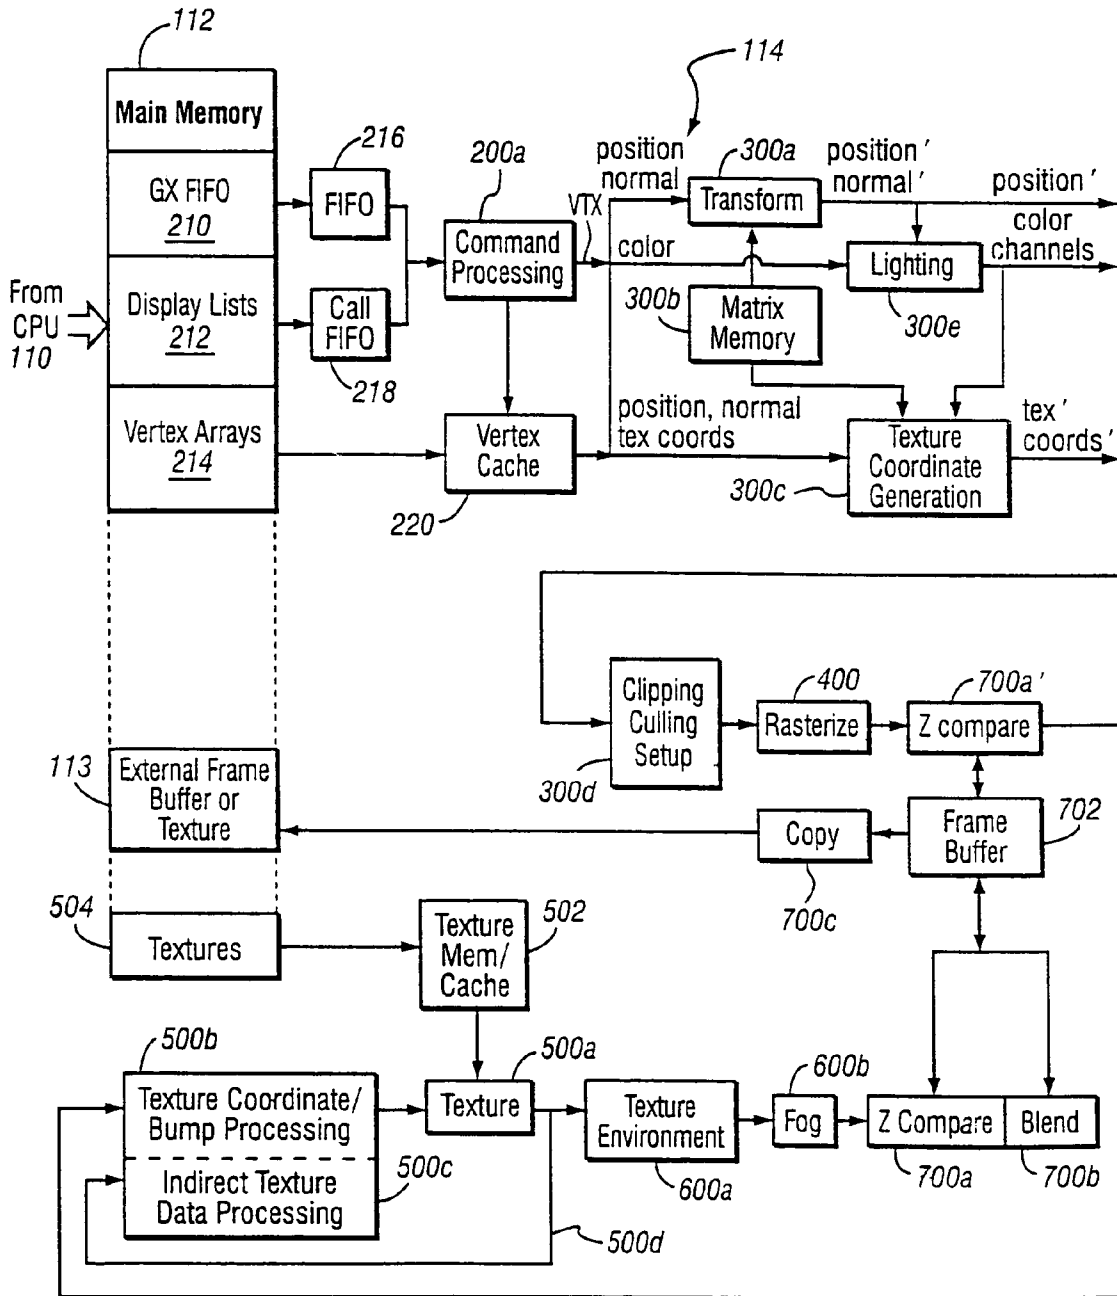 112
114
Main Memory
216
200a
position
normal
300a
position ′
normal ′
position ′
GX FIFO
210
FIFO
Command
Processing
VTX
Transform
color
color
channels
Lighting
From
CPU
110
Display Lists
212
Call
FIFO
300b
Matrix
Memory
300e
218
Vertex Arrays
214
Vertex
Cache
position, normal
tex coords
Texture
Coordinate
Generation
tex ′
coords ′
300c
220
Clipping
Culling
Setup
400
700a ′
Rasterize
Z compare
300d
113
External Frame
Buffer or
Texture
Copy
Frame
Buffer
702
700c
504
Textures
Texture
Mem/
Cache
502
500b
500a
600b
Texture Coordinate/
Bump Processing
Texture
Texture
Environment
Fog
Z Compare
Blend
Indirect Texture
Data Processing
500c
600a
700a
700b
500d